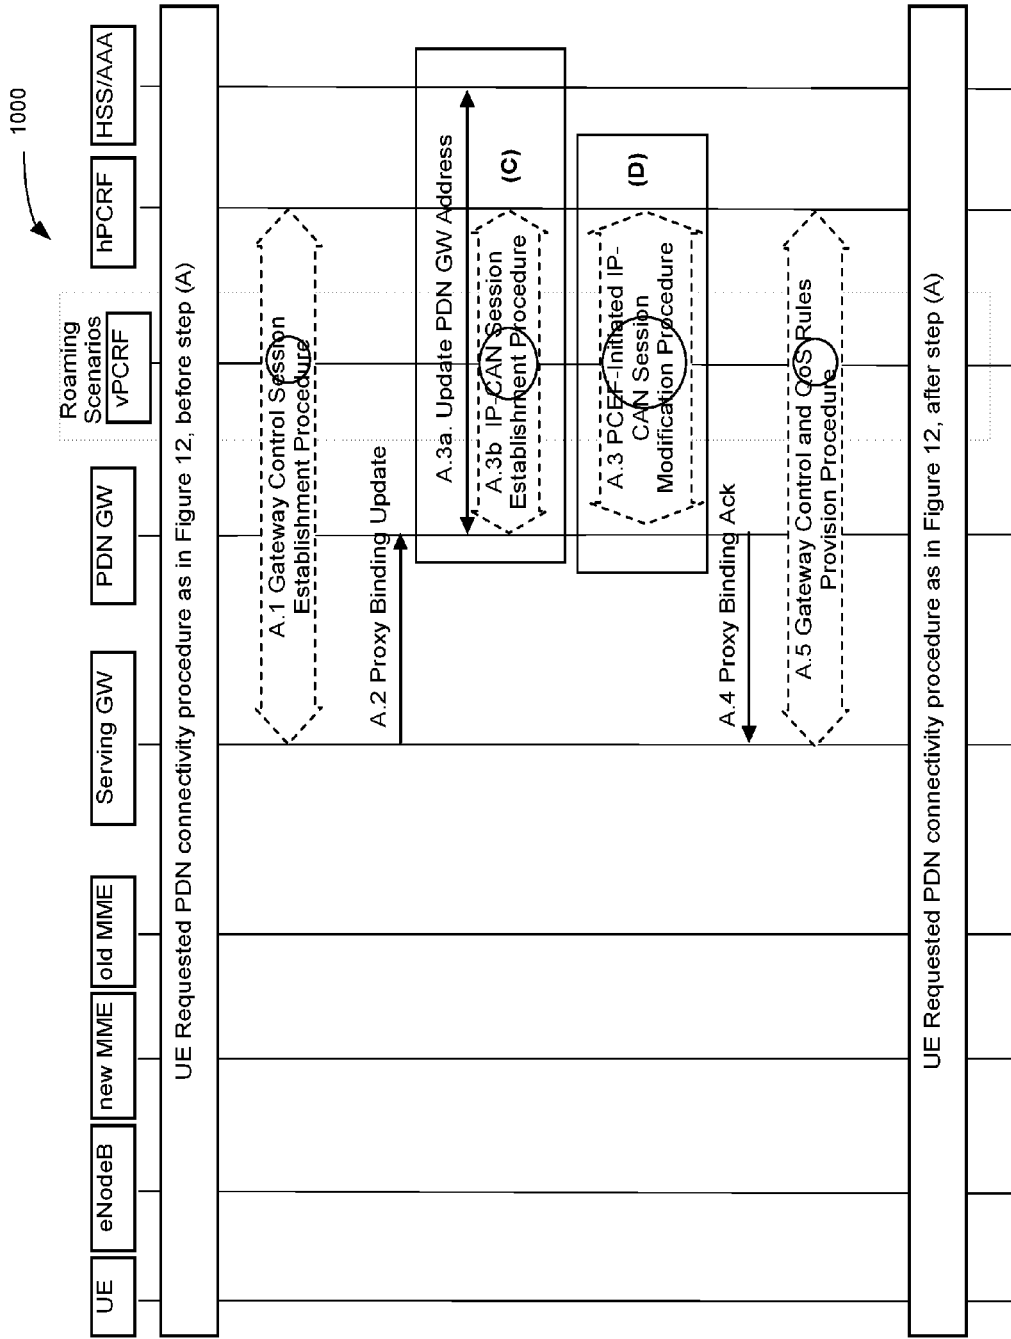 1000
UE
eNodeB
new MME
old MME
Serving GW
PDN GW
Roaming
Scenarios
vPCRF
hPCRF
HSS/AAA
UE Requested PDN connectivity procedure as in Figure 12, before step (A)
A.1 Gateway Control Session
Establishment Procedure
A.2 Proxy Binding Update
A.3a. Update PDN GW Address
A.3b IP-CAN Session
Establishment Procedure
(C)
A.3 PCEF-Initiated IP-
CAN Session
Modification Procedure
(D)
A.4 Proxy Binding Ack
A.5 Gateway Control and QoS Rules
Provision Procedure
UE Requested PDN connectivity procedure as in Figure 12, after step (A)